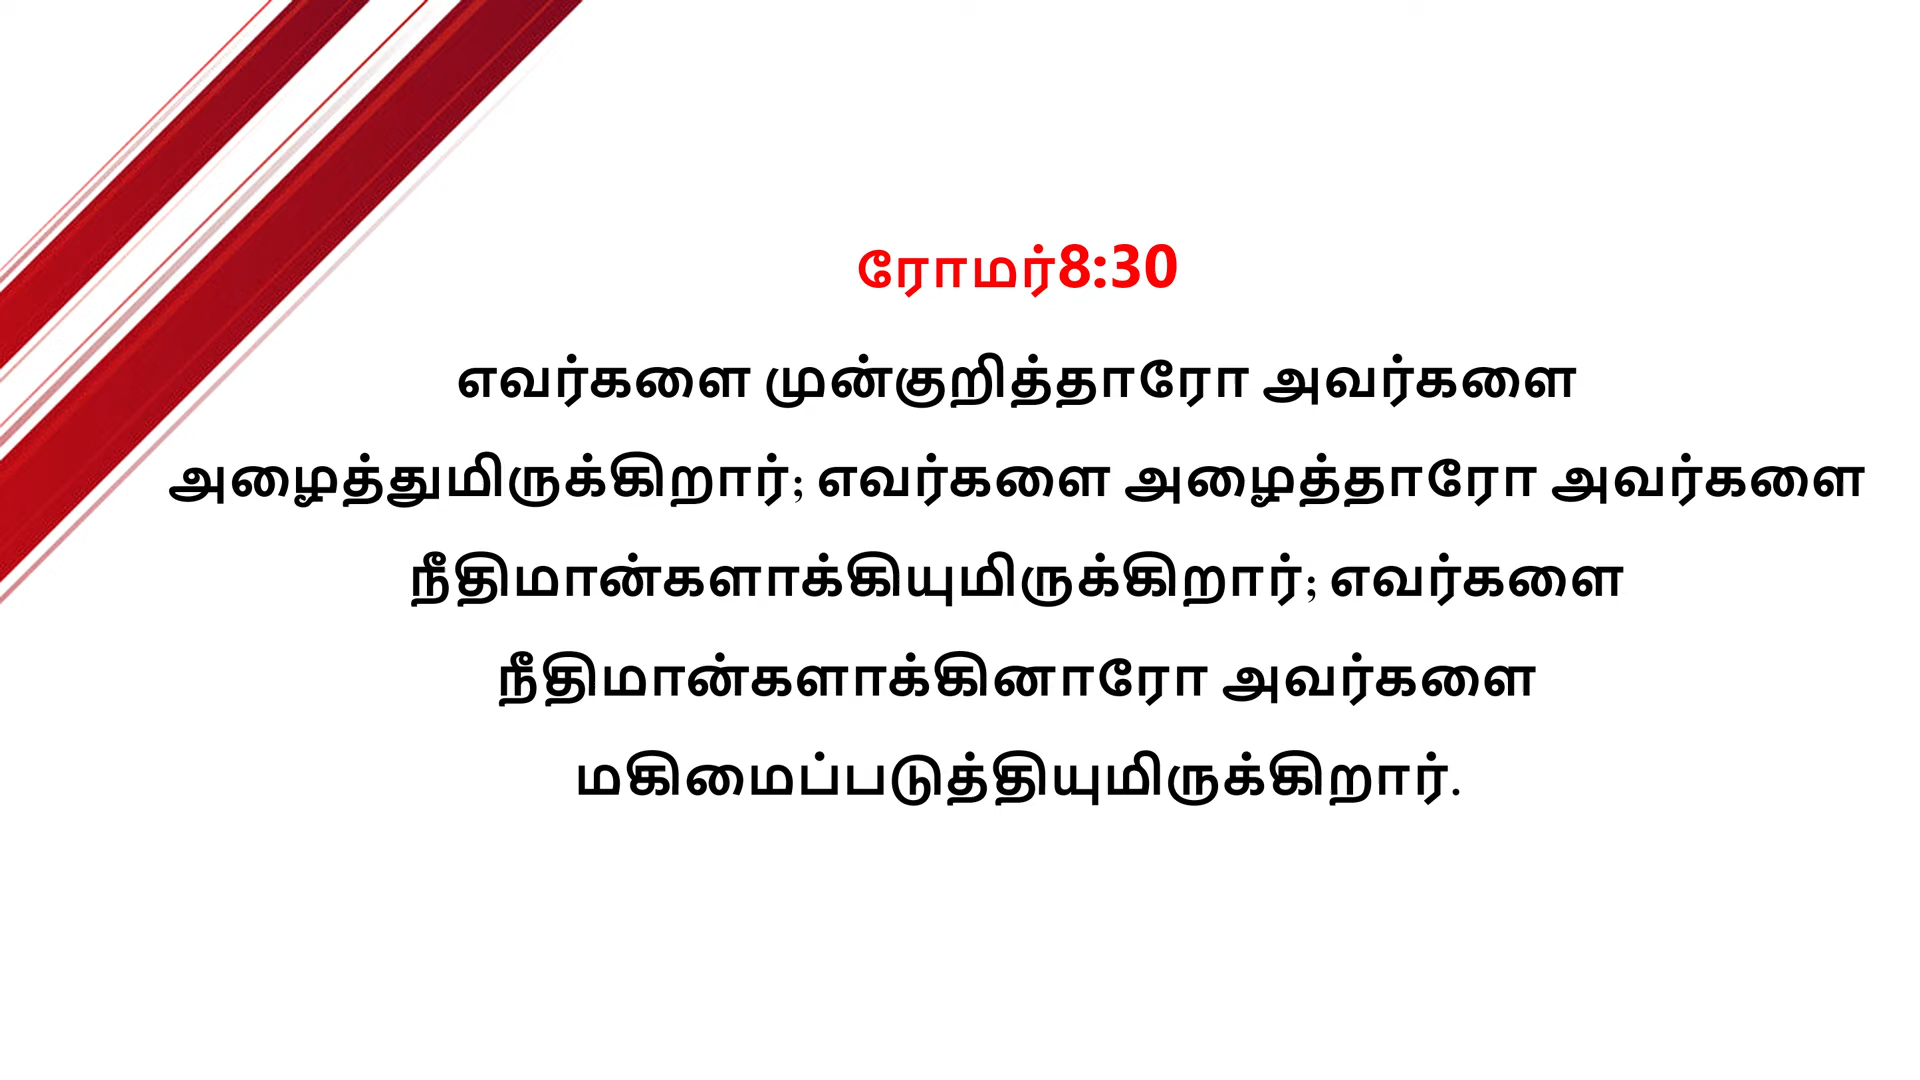 ரோமர்8:30
எவர்களை முன்குறித்தாரோ அவர்களை
அழைத்துமிருக்கிறார்; எவர்களை அழைத்தாரோ அவர்களை
நீதிமான்களாக்கியுமிருக்கிறார்; எவர்களை
நீதிமான்களாக்கினாரோ அவர்களை
மகிமைப்படுத்தியுமிருக்கிறார்.